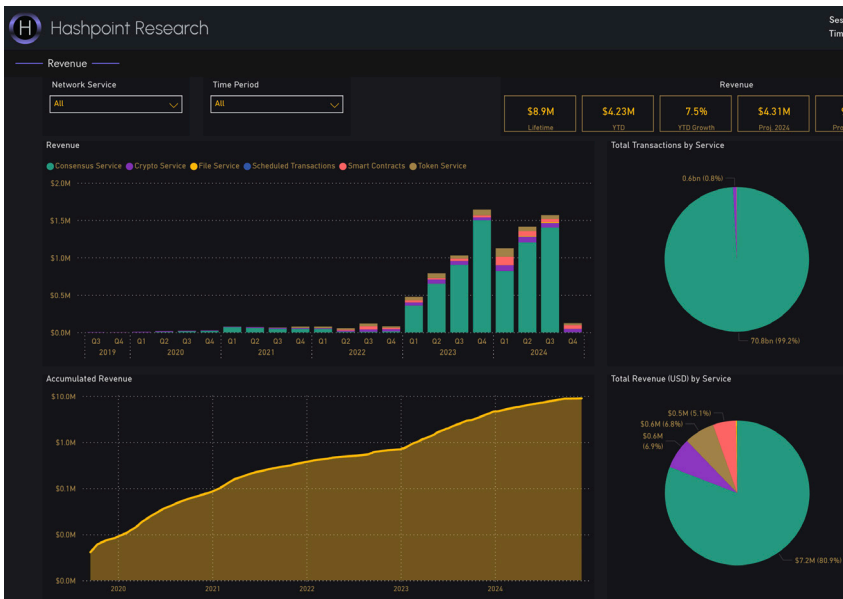 H Hashpoint Research
Ses
Tim
Revenue
Network Service
All
Time Period
All
Revenue
$8.9M
Lifetime
$4.23M
YTD
7.5%
YTD Growth
$4.31M
Proj. 2024
Pro
Revenue
Consensus Service Crypto Service File Service Scheduled Transactions Smart Contracts Token Service
$2.0M
$1.5M
$1.0M
$0.5M
$0.0M
Q3 Q4 Q1 Q2 Q3 Q4 Q1 Q2 Q3 Q4 Q1 Q2 Q3 Q4 Q1 Q2 Q3 Q4 Q1 Q2 Q3 Q4
2019 2020 2021 2022 2023 2024
Total Transactions by Service
0.6bn (0.8%)
70.8bn (99.2%)
Accumulated Revenue
$10.0M
$1.0M
$0.1M
$0.0M
$0.0M
2020 2021 2022 2023 2024
Total Revenue (USD) by Service
$0.5M (5.1%)
$0.6M (6.8%)
$0.6M
(6.9%)
$7.2M (80.9%)